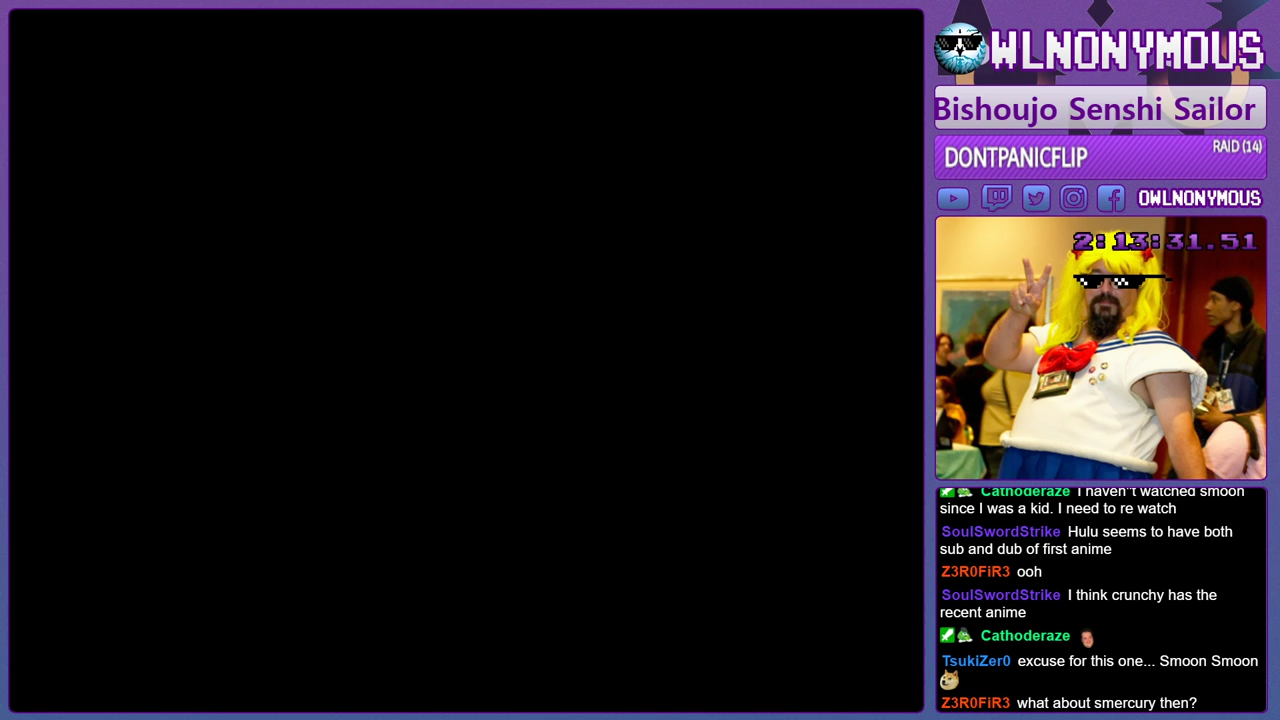 OWLNONYMOUS
Bishoujo Senshi Sailor
DONTPANICFLIP
RAID (14)
OWLNONYMOUS
2:13:31.51
Cathoderaze I haven"t watched smoon
since I was a kid. I need to re watch
SoulSwordStrike Hulu seems to have both
sub and dub of first anime
Z3R0FiR3 ooh
SoulSwordStrike I think crunchy has the
recent anime
Cathoderaze
TsukiZer0 excuse for this one... Smoon Smoon
Z3R0FiR3 what about smercury then?